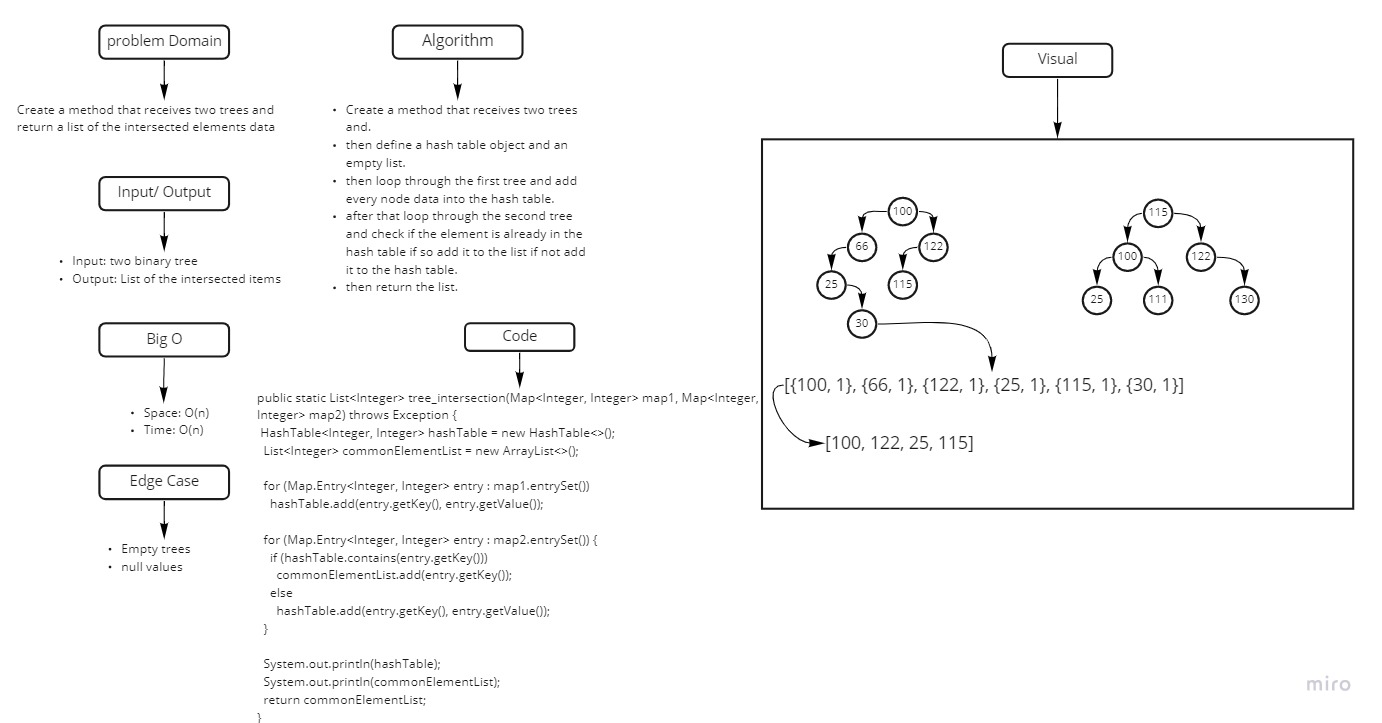 problem Domain
Create a method that receives two trees and
return a list of the intersected elements data
Input/ Output
• Input: two binary tree
• Output: List of the intersected items
Big O
• Space: O(n)
• Time: O(n)
Edge Case
• Empty trees
• null values
Algorithm
• Create a method that receives two trees
and.
• then define a hash table object and an
empty list.
• then loop through the first tree and add
every node data into the hash table.
• after that loop through the second tree
and check if the element is already in the
hash table if so add it to the list if not add
it to the hash table.
• then return the list.
Code
public static List<Integer> tree_intersection(Map<Integer, Integer> map1, Map<Integer,
Integer> map2) throws Exception {
HashTable<Integer, Integer> hashTable = new HashTable<>();
List<Integer> commonElementList = new ArrayList<>();
for (Map.Entry<Integer, Integer> entry : map1.entrySet())
hashTable.add(entry.getKey(), entry.getValue());
for (Map.Entry<Integer, Integer> entry : map2.entrySet()) {
if (hashTable.contains(entry.getKey()))
commonElementList.add(entry.getKey());
else
hashTable.add(entry.getKey(), entry.getValue());
}
System.out.println(hashTable);
System.out.println(commonElementList);
return commonElementList;
}
Visual
100
66
122
25
115
30
115
100
122
25
111
130
[{100, 1}, {66, 1}, {122, 1}, {25, 1}, {115, 1}, {30, 1}]
[100, 122, 25, 115]
miro